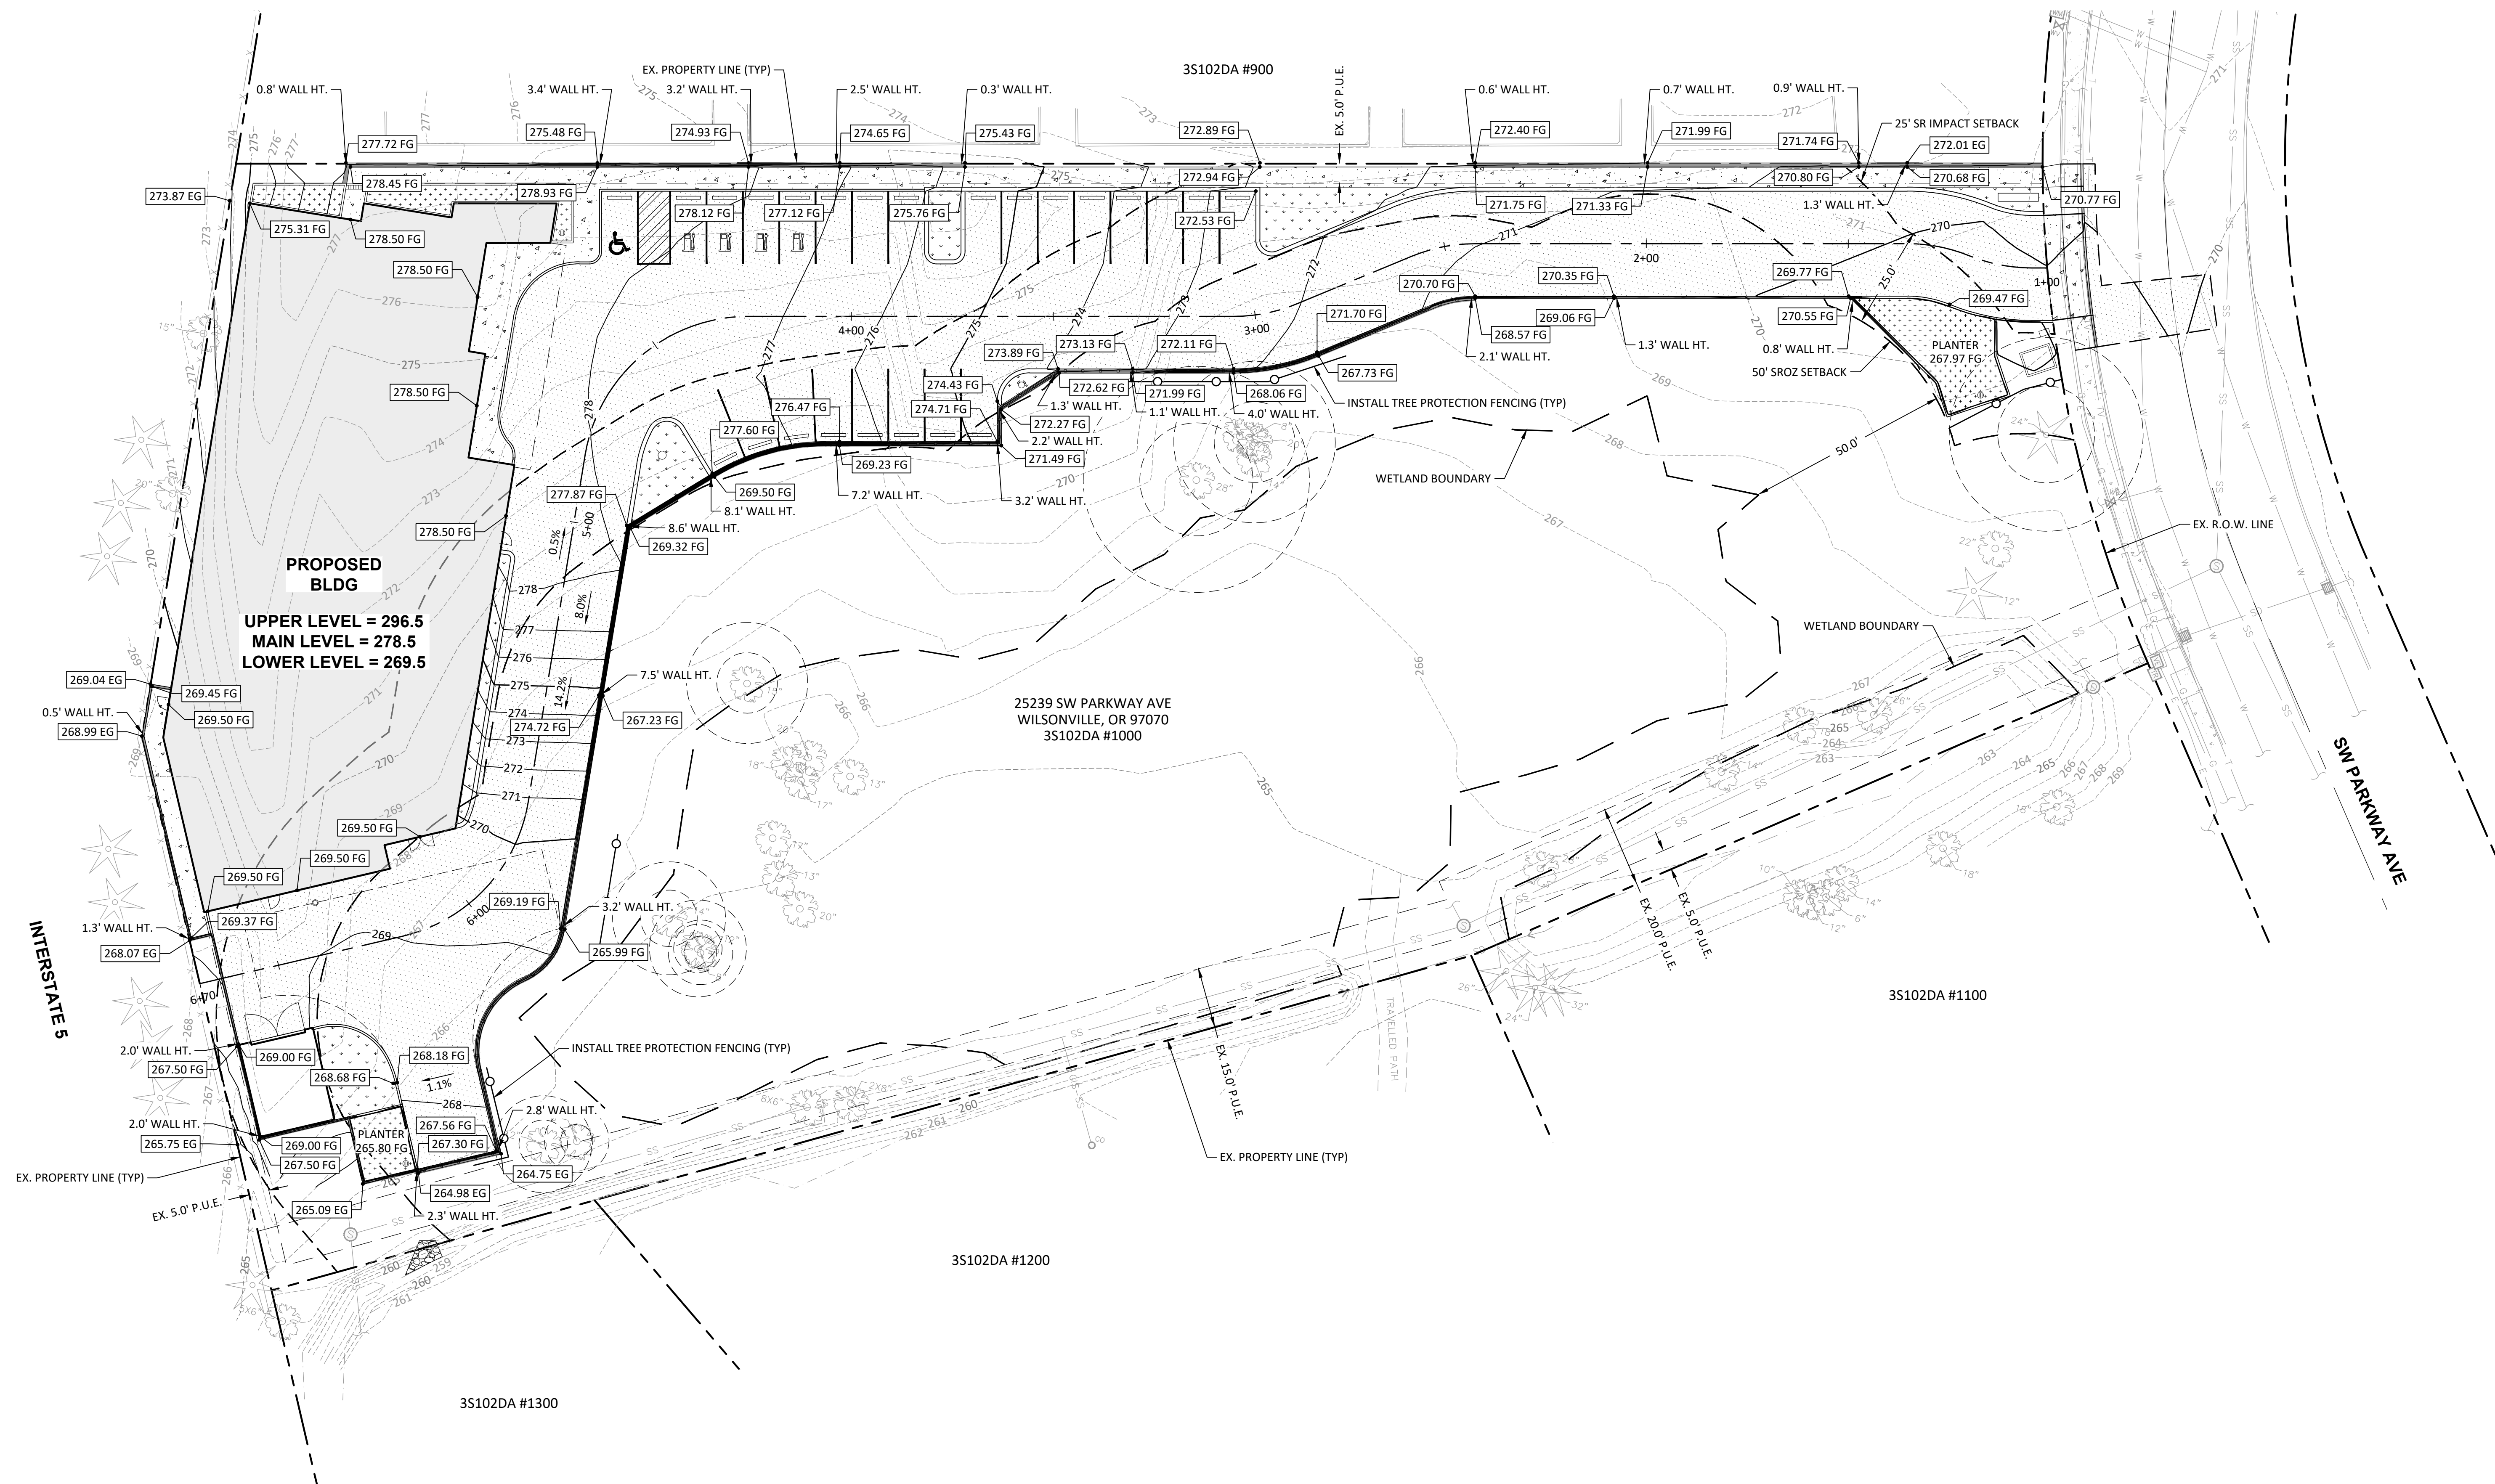 3S102DA #900
EX. PROPERTY LINE (TYP)
EX. 5.0' P.U.E.
0.8' WALL HT.
3.4' WALL HT.
3.2' WALL HT.
2.5' WALL HT.
0.3' WALL HT.
0.6' WALL HT.
0.7' WALL HT.
0.9' WALL HT.
25' SR IMPACT SETBACK
277.72 FG
275.48 FG
274.93 FG
274.65 FG
275.43 FG
272.89 FG
272.40 FG
271.99 FG
271.74 FG
272.01 EG
273.87 EG
278.45 FG
278.93 FG
272.94 FG
270.80 FG
270.68 FG
1.3' WALL HT.
270.77 FG
275.31 FG
278.50 FG
278.12 FG
277.12 FG
275.76 FG
272.53 FG
271.75 FG
271.33 FG
278.50 FG
270.70 FG
270.35 FG
269.77 FG
25.0'
269.47 FG
270.55 FG
4+00
3+00
2+00
1+00
271.70 FG
269.06 FG
268.57 FG
2.1' WALL HT.
1.3' WALL HT.
0.8' WALL HT.
PLANTER
267.97 FG
50' SROZ SETBACK
273.89 FG
273.13 FG
272.11 FG
267.73 FG
278.50 FG
274.43 FG
272.62 FG
271.99 FG
268.06 FG
276.47 FG
274.71 FG
1.3' WALL HT.
1.1' WALL HT.
4.0' WALL HT.
INSTALL TREE PROTECTION FENCING (TYP)
277.60 FG
272.27 FG
2.2' WALL HT.
271.49 FG
269.23 FG
WETLAND BOUNDARY
50.0'
277.87 FG
269.50 FG
7.2' WALL HT.
3.2' WALL HT.
8.1' WALL HT.
278.50 FG
8.6' WALL HT.
269.32 FG
EX. R.O.W. LINE
0.5%
5+00
8.0%
14.2%
PROPOSED
BLDG
UPPER LEVEL = 296.5
MAIN LEVEL = 278.5
LOWER LEVEL = 269.5
278
277
276
275
274
273
272
271
270
269
268
WETLAND BOUNDARY
269.04 EG
269.45 FG
7.5' WALL HT.
274.72 FG
267.23 FG
0.5' WALL HT.
269.50 FG
268.99 EG
25239 SW PARKWAY AVE
WILSONVILLE, OR 97070
3S102DA #1000
SW PARKWAY AVE
269.50 FG
269.50 FG
269.50 FG
269.19 FG
3.2' WALL HT.
6+00
269.37 FG
1.3' WALL HT.
268.07 EG
265.99 FG
INTERSTATE 5
6+70
EX. 20.0' P.U.E.
EX. 5.0' P.U.E.
3S102DA #1100
TRAVELLED PATH
2.0' WALL HT.
269.00 FG
267.50 FG
268.18 FG
268.68 FG
1.1%
INSTALL TREE PROTECTION FENCING (TYP)
EX. 15.0' P.U.E.
2.0' WALL HT.
267.56 FG
2.8' WALL HT.
265.75 EG
269.00 FG
PLANTER
265.80 FG
267.30 FG
267.50 FG
264.75 EG
EX. PROPERTY LINE (TYP)
EX. PROPERTY LINE (TYP)
264.98 EG
EX. 5.0' P.U.E.
265.09 EG
2.3' WALL HT.
3S102DA #1200
3S102DA #1300